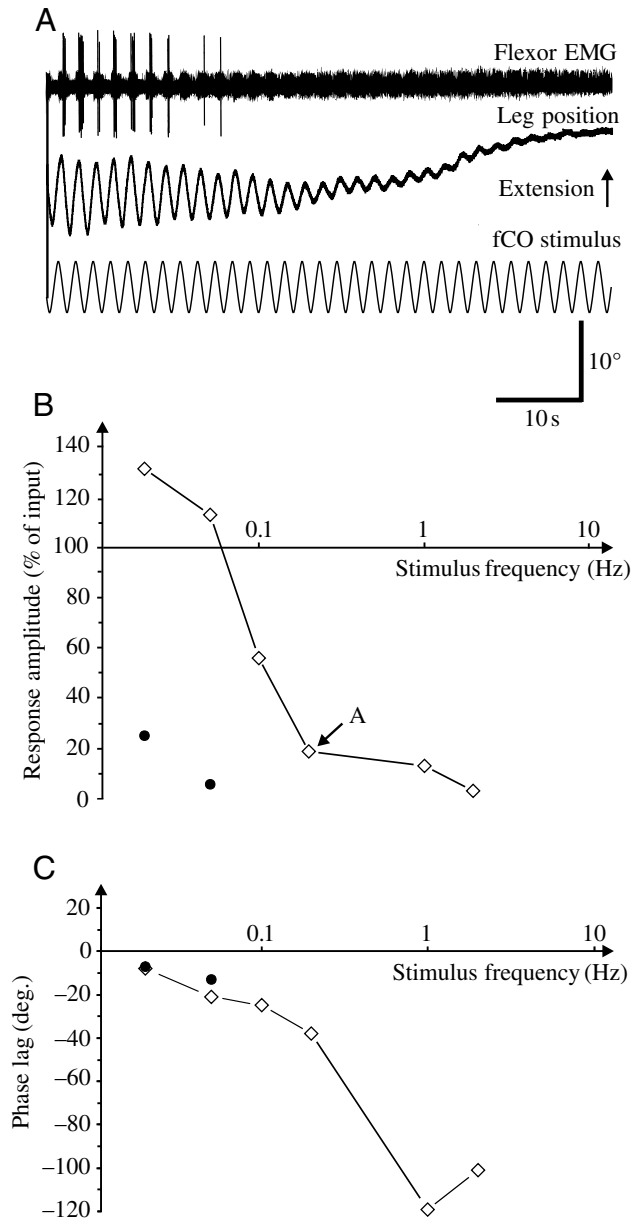 A
Flexor EMG
Leg position
Extension
fCO stimulus
10°
10 s
B
140
120
100
80
60
40
20
0
Response amplitude (% of input)
0.1
1
10
Stimulus frequency (Hz)
A
C
20
0
–20
–40
–60
–80
–100
–120
Phase lag (deg.)
0.1
1
10
Stimulus frequency (Hz)